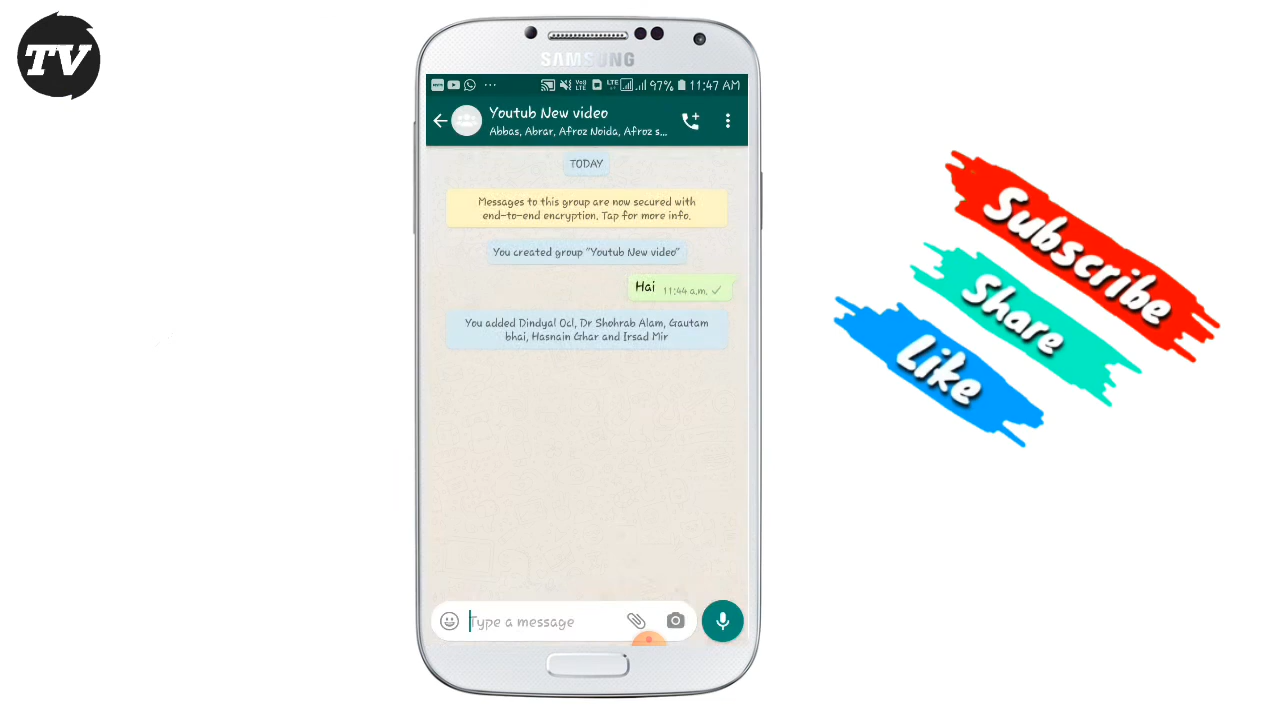 TV
SAMSUNG
LTE
97% 11:47 AM
Youtub New video
Abbas, Abrar, Afroz Noida, Afroz s...
TODAY
Messages to this group are now secured with
end-to-end encryption. Tap for more info.
You created group "Youtub New video"
Hai 11:44 a.m.
You added Dindyal Ocl, Dr Shohrab Alam, Gautam
bhai, Hasnain Ghar and Irsad Mir
Type a message
Subscribe
Share
Like